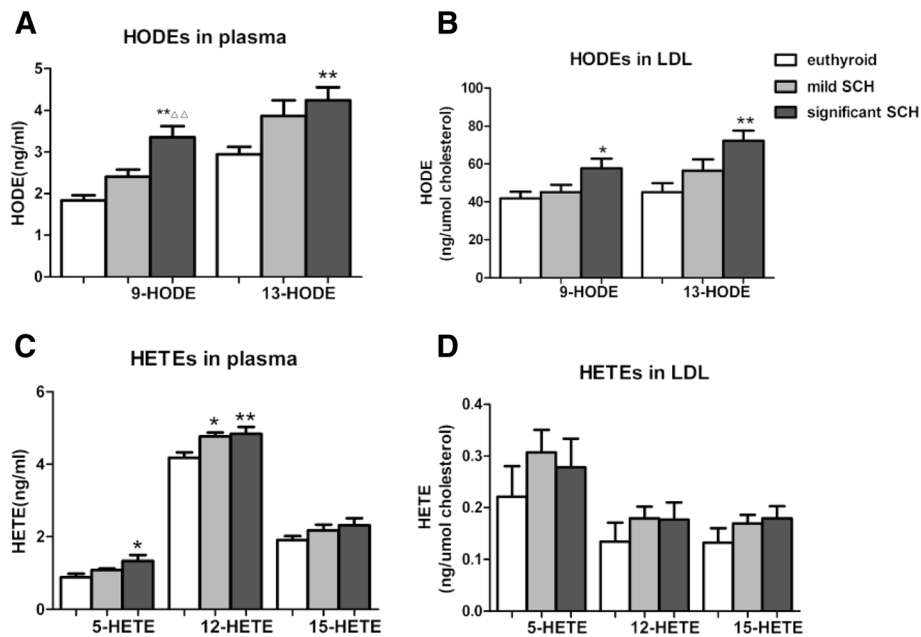 A
HODEs in plasma
HODE(ng/ml)
5
4
3
2
1
0
**△△
**
9-HODE
13-HODE
B
HODEs in LDL
HODE
(ng/umol cholesterol)
100
80
60
40
20
0
*
**
9-HODE
13-HODE
euthyroid
mild SCH
significant SCH
C
HETEs in plasma
HETE(ng/ml)
6
4
2
0
*
*
**
5-HETE
12-HETE
15-HETE
D
HETEs in LDL
HETE
(ng/umol cholesterol)
0.4
0.3
0.2
0.1
0.0
5-HETE
12-HETE
15-HETE